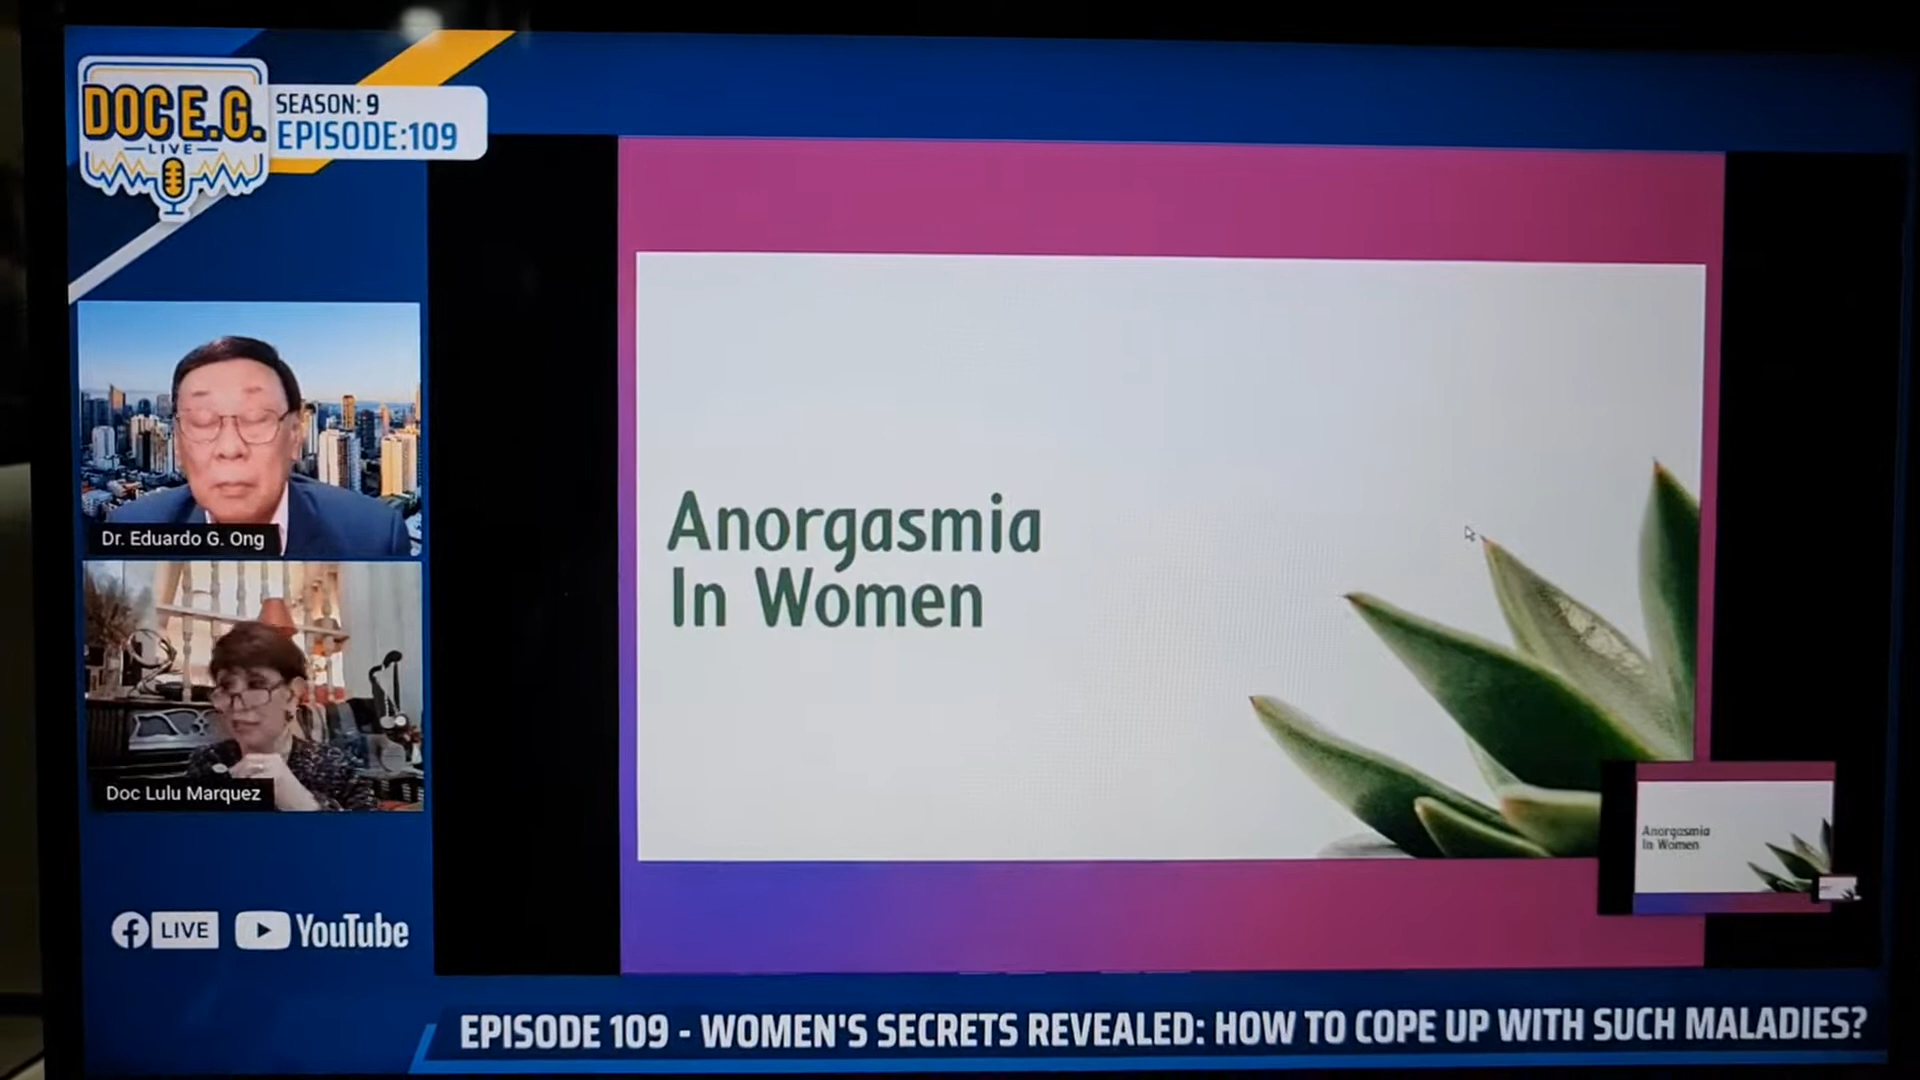 DOC E.G.
LIVE
SEASON: 9
EPISODE:109
Anorgasmia
In Women
Dr. Eduardo G. Ong
Doc Lulu Marquez
Anorgasmia
In Women
LIVE
YouTube
EPISODE 109 - WOMEN'S SECRETS REVEALED: HOW TO COPE UP WITH SUCH MALADIES?